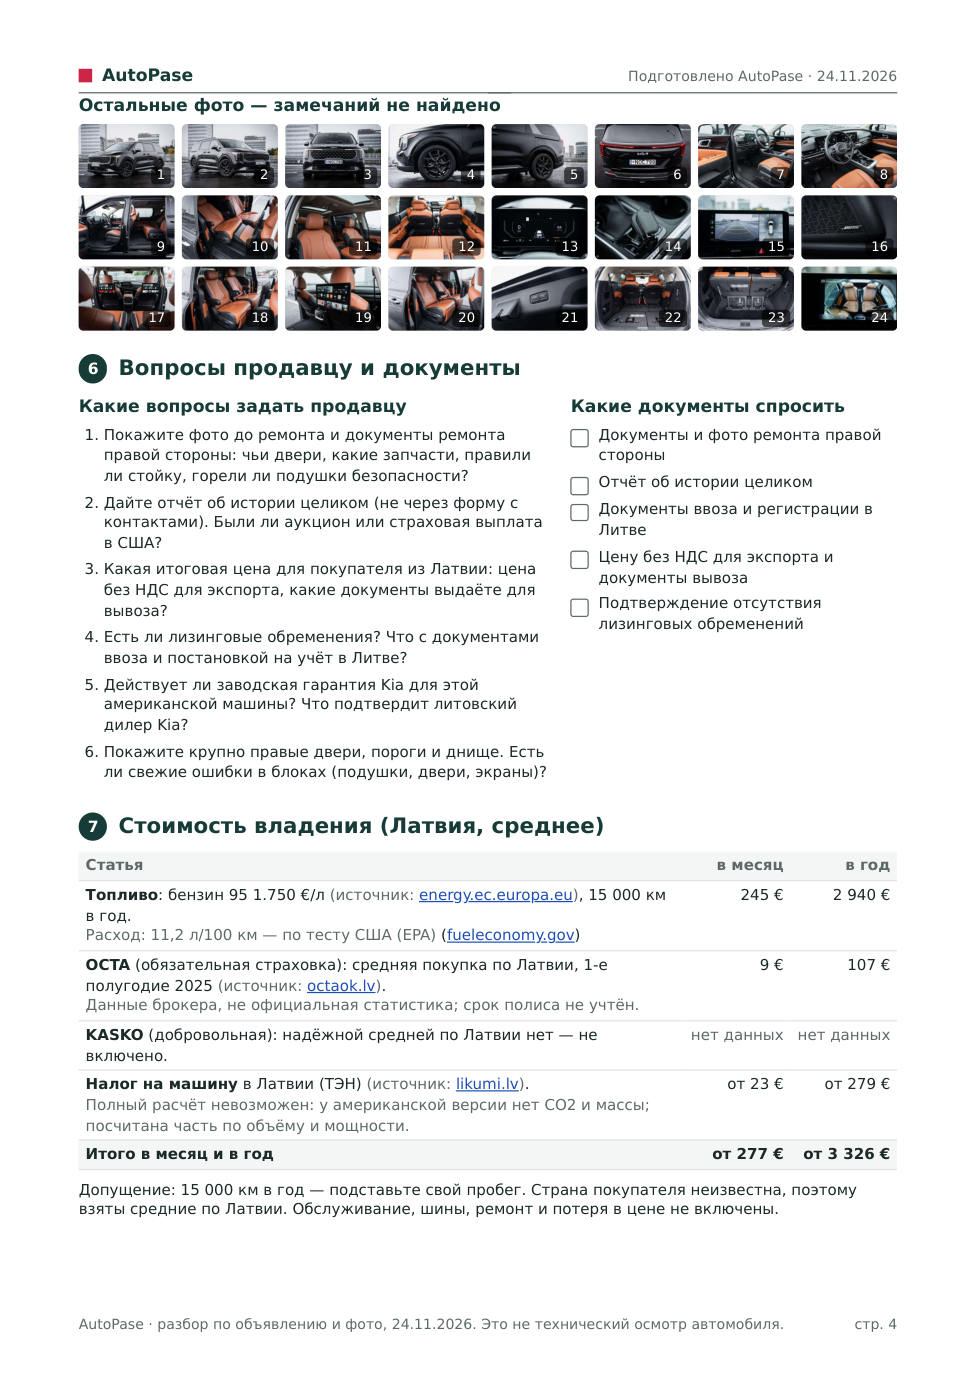 AutoPase
Подготовлено AutoPase · 24.11.2026
Остальные фото — замечаний не найдено
1 2 3 4 5 6 7 8
9 10 11 12 13 14 15 16
17 18 19 20 21 22 23 24
6 Вопросы продавцу и документы
Какие вопросы задать продавцу
1. Покажите фото до ремонта и документы ремонта
правой стороны: чьи двери, какие запчасти, правили
ли стойку, горели ли подушки безопасности?
2. Дайте отчёт об истории целиком (не через форму с
контактами). Были ли аукцион или страховая выплата
в США?
3. Какая итоговая цена для покупателя из Латвии: цена
без НДС для экспорта, какие документы выдаёте для
вывоза?
4. Есть ли лизинговые обременения? Что с документами
ввоза и постановкой на учёт в Литве?
5. Действует ли заводская гарантия Kia для этой
американской машины? Что подтвердит литовский
дилер Kia?
6. Покажите крупно правые двери, пороги и днище. Есть
ли свежие ошибки в блоках (подушки, двери, экраны)?
Какие документы спросить
Документы и фото ремонта правой
стороны
Отчёт об истории целиком
Документы ввоза и регистрации в
Литве
Цену без НДС для экспорта и
документы вывоза
Подтверждение отсутствия
лизинговых обременений
7 Стоимость владения (Латвия, среднее)
Статья в месяц в год
Топливо: бензин 95 1.750 €/л (источник: energy.ec.europa.eu), 15 000 км 245 € 2 940 €
в год.
Расход: 11,2 л/100 км — по тесту США (EPA) (fueleconomy.gov)
ОСТА (обязательная страховка): средняя покупка по Латвии, 1-е 9 € 107 €
полугодие 2025 (источник: octaok.lv).
Данные брокера, не официальная статистика; срок полиса не учтён.
KASKO (добровольная): надёжной средней по Латвии нет — не нет данных нет данных
включено.
Налог на машину в Латвии (ТЭН) (источник: likumi.lv). от 23 € от 279 €
Полный расчёт невозможен: у американской версии нет CO2 и массы;
посчитана часть по объёму и мощности.
Итого в месяц и в год от 277 € от 3 326 €
Допущение: 15 000 км в год — подставьте свой пробег. Страна покупателя неизвестна, поэтому
взяты средние по Латвии. Обслуживание, шины, ремонт и потеря в цене не включены.
AutoPase · разбор по объявлению и фото, 24.11.2026. Это не технический осмотр автомобиля.
стр. 4